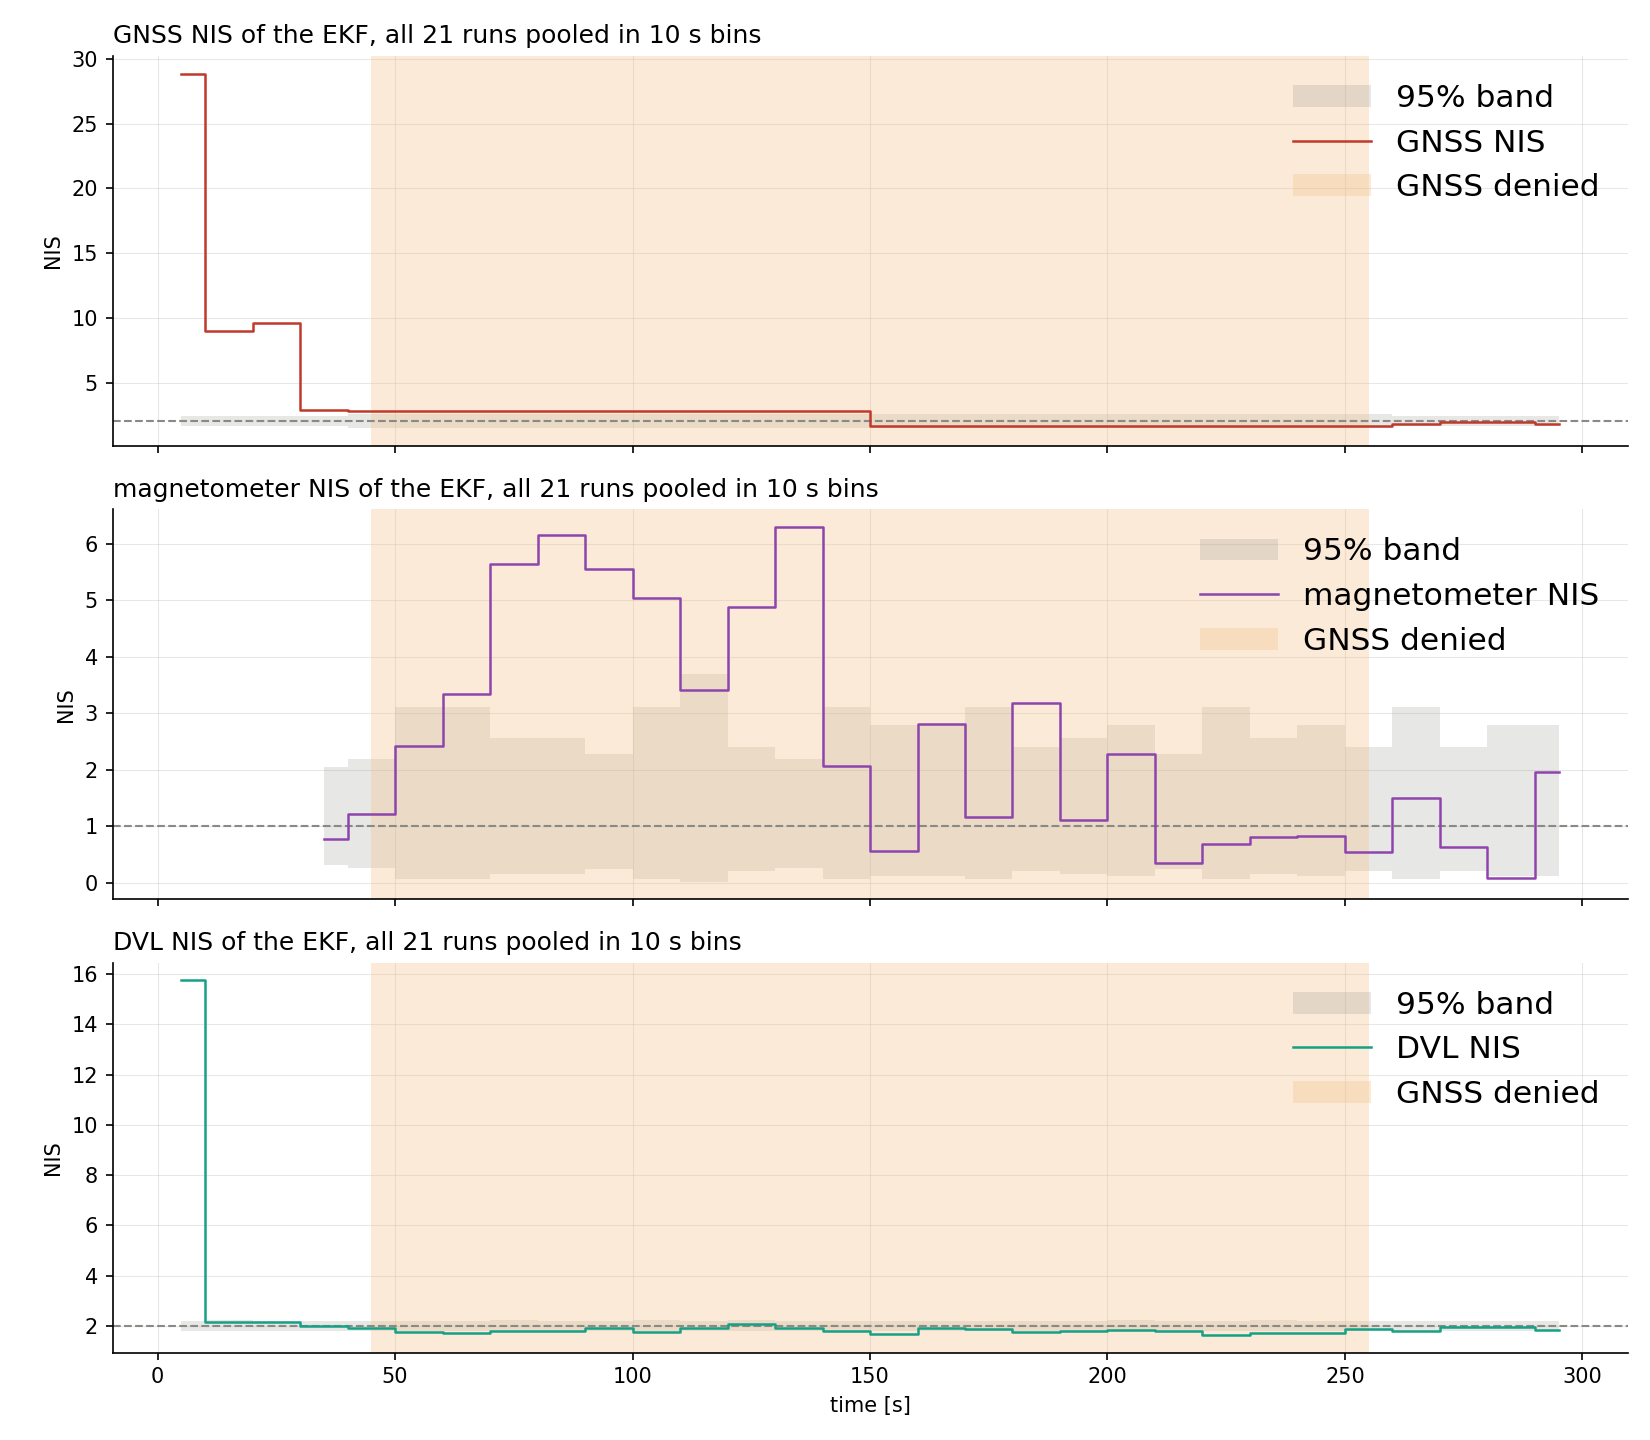 GNSS NIS of the EKF, all 21 runs pooled in 10 s bins
30
25
20
15
10
5
NIS
95% band
GNSS NIS
GNSS denied
magnetometer NIS of the EKF, all 21 runs pooled in 10 s bins
6
5
4
3
2
1
0
NIS
95% band
magnetometer NIS
GNSS denied
DVL NIS of the EKF, all 21 runs pooled in 10 s bins
16
14
12
10
8
6
4
2
NIS
95% band
DVL NIS
GNSS denied
0 50 100 150 200 250 300
time [s]